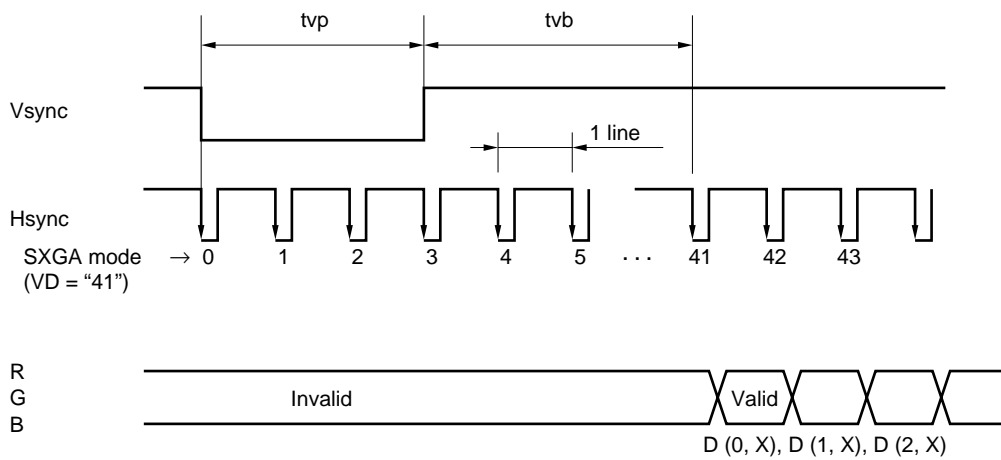 tvp tvb
Vsync
1 line
Hsync
SXGA mode → 0 1 2 3 4 5 ... 41 42 43
(VD = “41”)
R
G Invalid Valid
B
D (0, X), D (1, X), D (2, X)